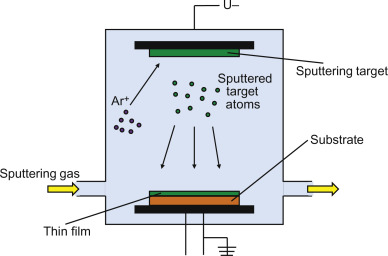 U–
Sputtering target
Sputtered
target
atoms
Ar⁺
Substrate
Sputtering gas
Thin film